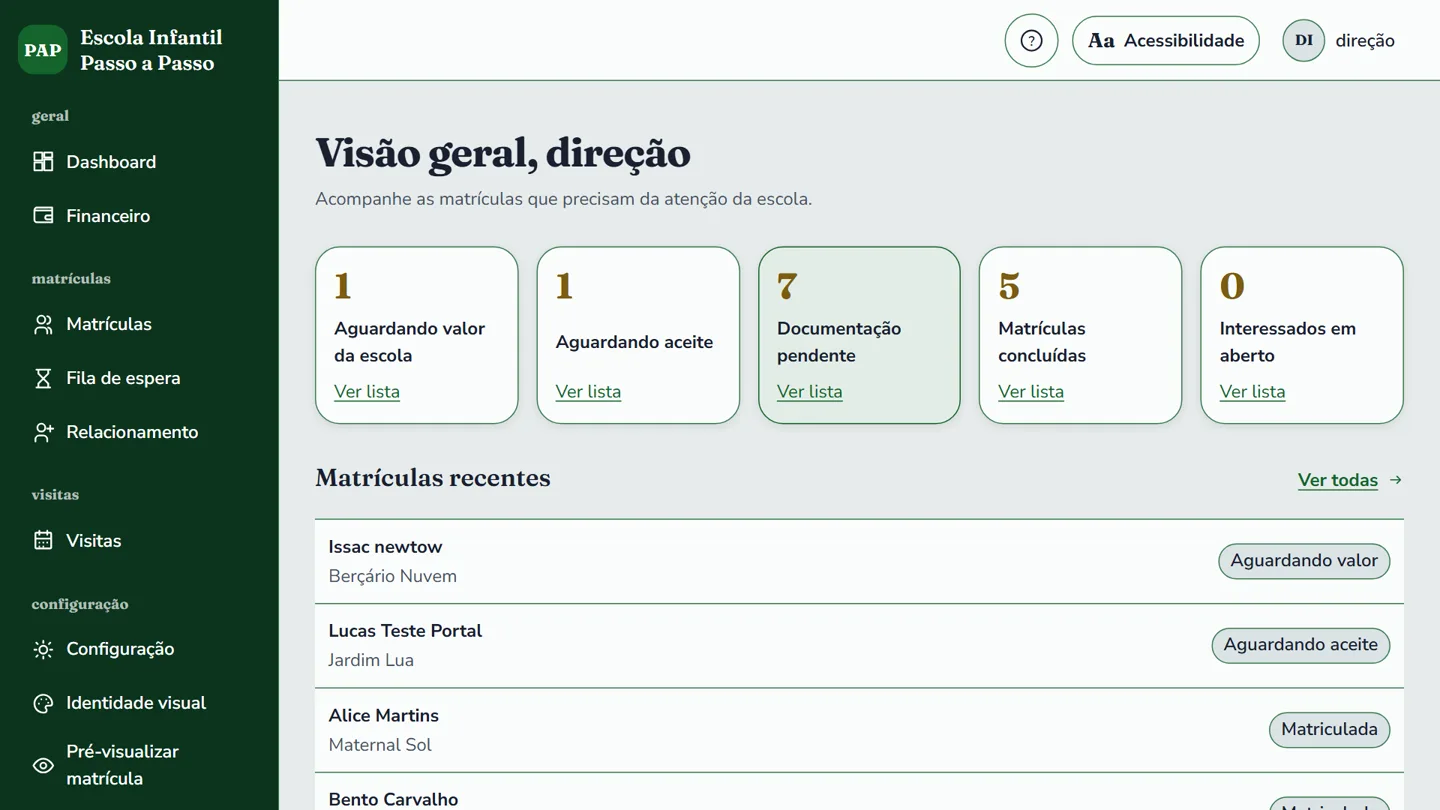 PAP
Escola Infantil
Passo a Passo
geral
Dashboard
Financeiro
matrículas
Matrículas
Fila de espera
Relacionamento
visitas
Visitas
configuração
Configuração
Identidade visual
Pré-visualizar
matrícula
?
Aa Acessibilidade
DI direção
Visão geral, direção
Acompanhe as matrículas que precisam da atenção da escola.
1
Aguardando valor
da escola
Ver lista
1
Aguardando aceite
Ver lista
7
Documentação
pendente
Ver lista
5
Matrículas
concluídas
Ver lista
0
Interessados em
aberto
Ver lista
Matrículas recentes
Ver todas →
Issac newtow
Berçário Nuvem
Aguardando valor
Lucas Teste Portal
Jardim Lua
Aguardando aceite
Alice Martins
Maternal Sol
Matriculada
Bento Carvalho